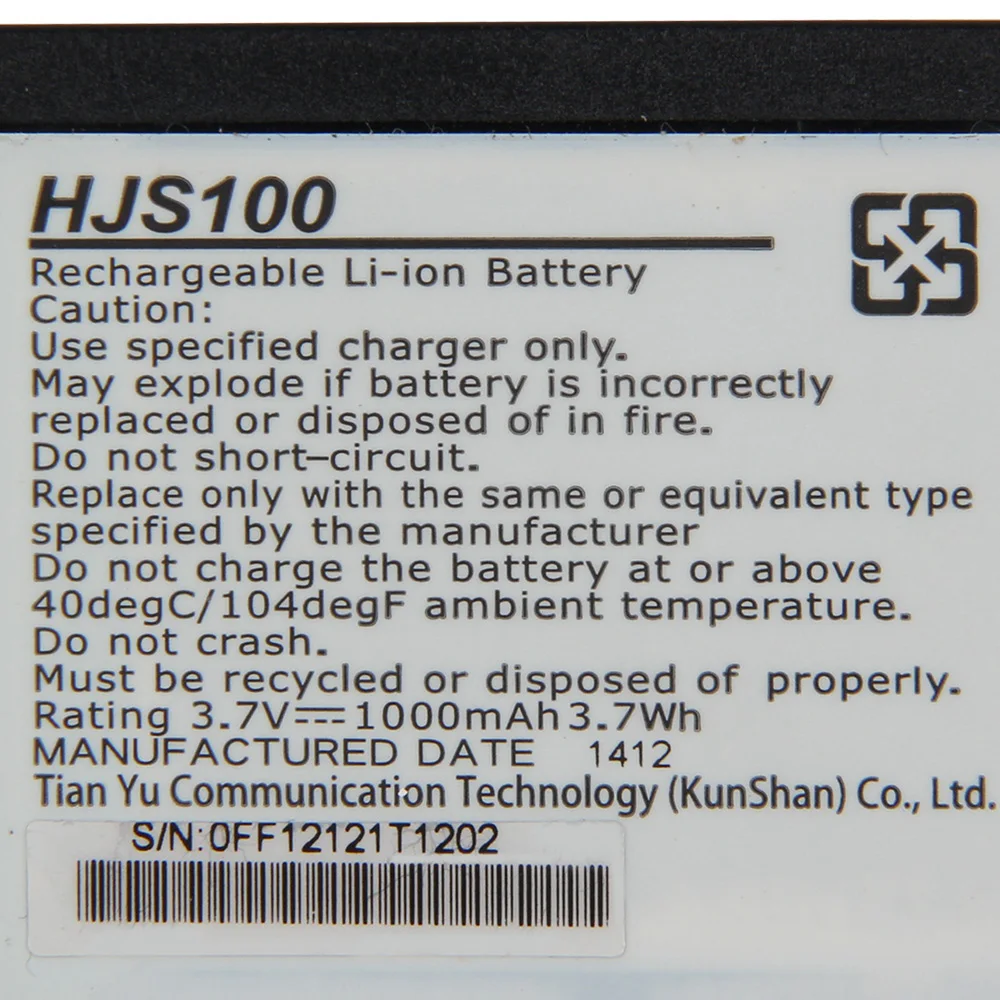 HJS100
Rechargeable Li-ion Battery
Caution:
Use specified charger only.
May explode if battery is incorrectly
replaced or disposed of in fire.
Do not short-circuit.
Replace only with the same or equivalent type
specified by the manufacturer
Do not charge the battery at or above
40degC/104degF ambient temperature.
Do not crash.
Must be recycled or disposed of properly.
Rating 3.7V⎓1000mAh 3.7Wh
MANUFACTURED DATE 1412
Tian Yu Communication Technology (KunShan) Co., Ltd.
S/N:0FF12121T1202